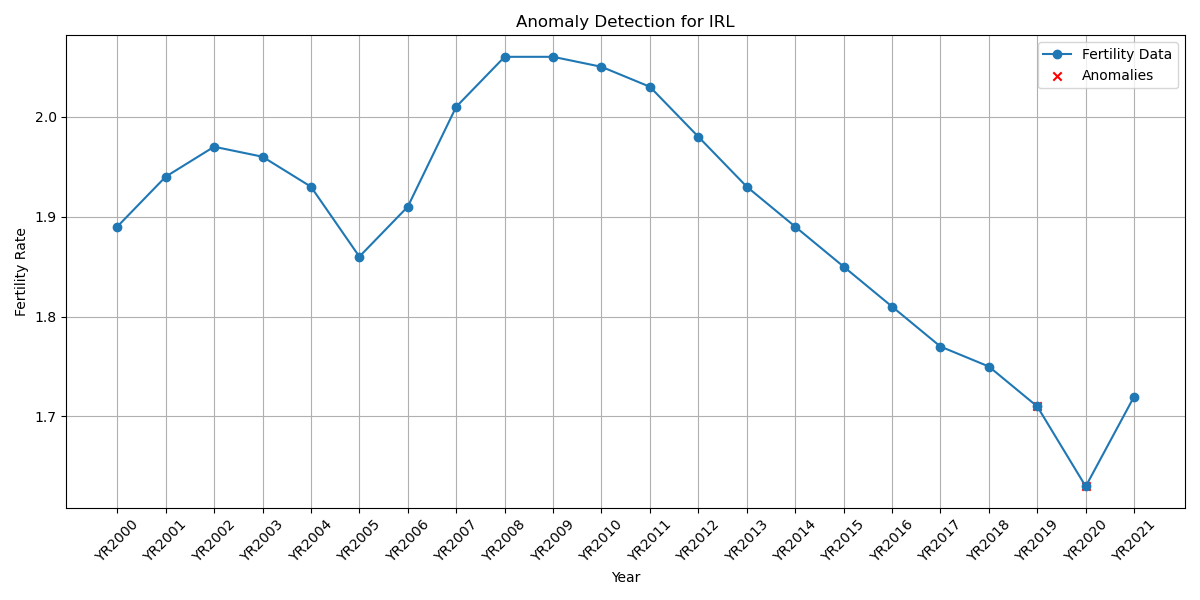 Anomaly Detection for IRL
Fertility Data
Anomalies
Fertility Rate
2.0
1.9
1.8
1.7
YR2000
YR2001
YR2002
YR2003
YR2004
YR2005
YR2006
YR2007
YR2008
YR2009
YR2010
YR2011
YR2012
YR2013
YR2014
YR2015
YR2016
YR2017
YR2018
YR2019
YR2020
YR2021
Year